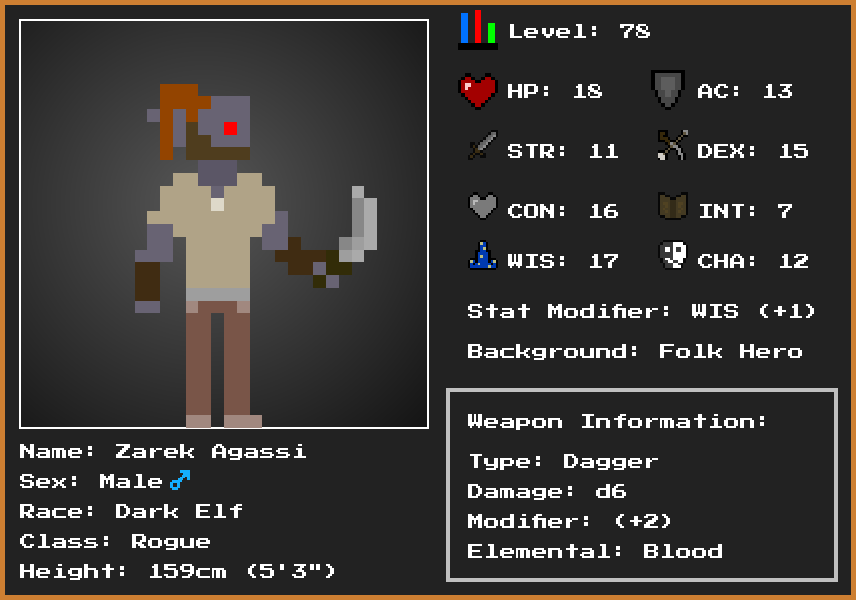 Level: 78
HP: 18 AC: 13
STR: 11 DEX: 15
CON: 16 INT: 7
WIS: 17 CHA: 12
Stat Modifier: WIS (+1)
Background: Folk Hero
Weapon Information:
Type: Dagger
Damage: d6
Modifier: (+2)
Elemental: Blood
Name: Zarek Agassi
Sex: Male ♂
Race: Dark Elf
Class: Rogue
Height: 159cm (5'3")